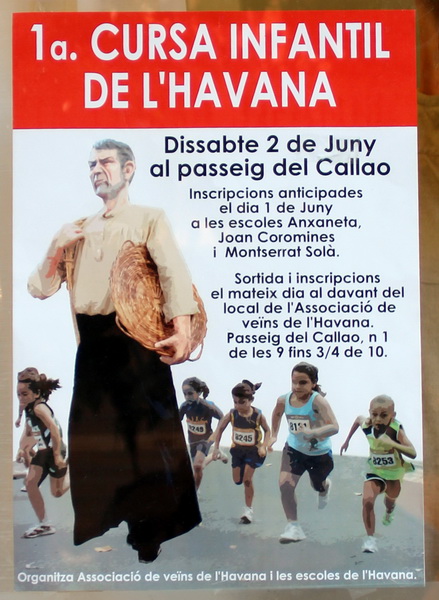 1a. CURSA INFANTIL
DE L'HAVANA
Dissabte 2 de Juny
al passeig del Callao
Inscripcions anticipades
el dia 1 de Juny
a les escoles Anxaneta,
Joan Coromines
i Montserrat Solà.
Sortida i inscripcions
el mateix dia al davant del
local de l'Associació de
veïns de l'Havana.
Passeig del Callao, n 1
de les 9 fins 3/4 de 10.
8249
8245
8253
Organitza Associació de veïns de l'Havana i les escoles de l'Havana.